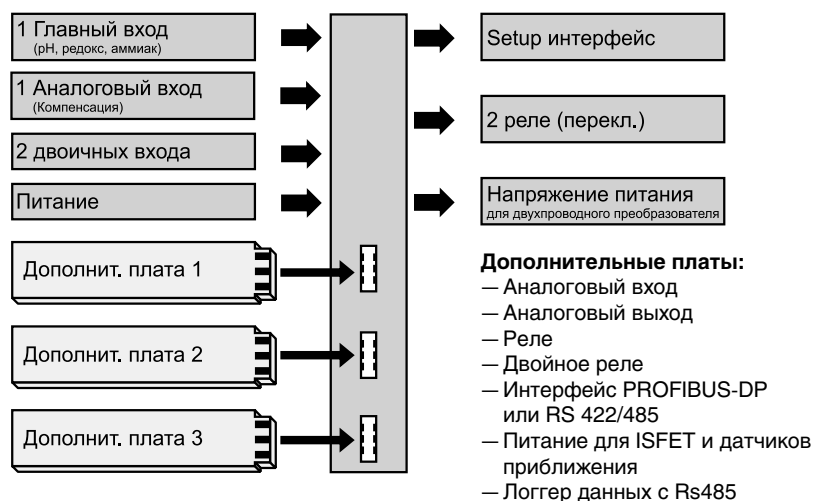 1 Главный вход
(pH, редокс, аммиак)
1 Аналоговый вход
(Компенсация)
2 двоичных входа
Питание
Дополнит. плата 1
Дополнит. плата 2
Дополнит. плата 3
Setup интерфейс
2 реле (перекл.)
Напряжение питания
для двухпроводного преобразователя
Дополнительные платы:
— Аналоговый вход
— Аналоговый выход
— Реле
— Двойное реле
— Интерфейс PROFIBUS-DP
или RS 422/485
— Питание для ISFET и датчиков
приближения
— Логгер данных с Rs485